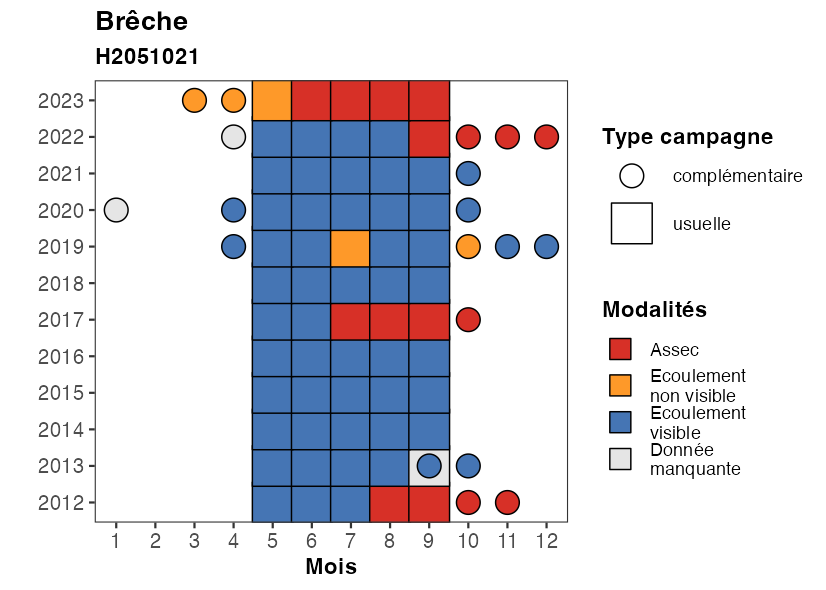 Brêche
H2051021
2023
2022
2021
2020
2019
2018
2017
2016
2015
2014
2013
2012
1 2 3 4 5 6 7 8 9 10 11 12
Mois
Type campagne
complémentaire
usuelle
Modalités
Assec
Ecoulement
non visible
Ecoulement
visible
Donnée
manquante